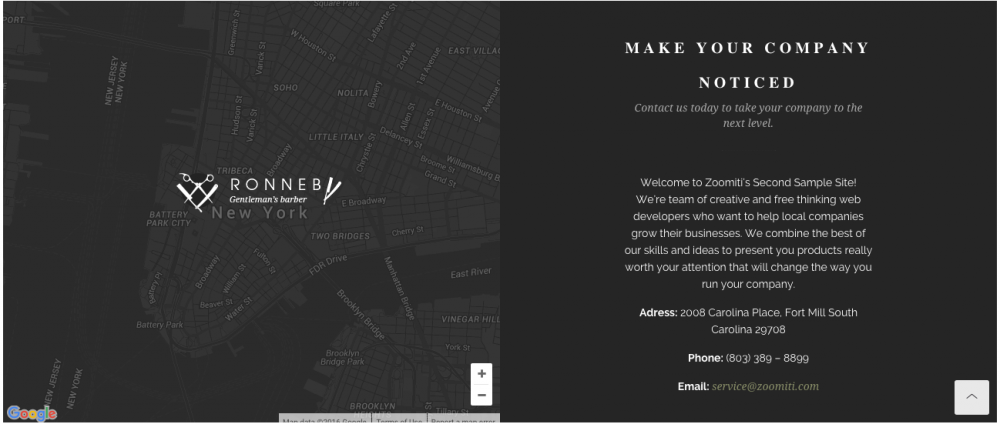 PORT
Square Park
Greenwich St
Varick St
W Houston St
Lafayette St
2nd Ave
1st Avenue
EAST VILLAG
NEW JERSEY
NEW YORK
SOHO
NOLITA
Bowery
E Houston St
Avenue
Hudson St
Varick St
Allen St
Essex St
LITTLE ITALY
Delancey St
Broadway
Chrystie St
Broome St
Williamsburg B
Grand St
TRIBECA
RONNEBY
Gentleman's barber
E Broadway
BATTERY
PARK CITY
New York
Cherry St
TWO BRIDGES
Fulton St
FDR Drive
Broadway
William St
Manhattan Bridge
East River
Battery Pl
Beaver St
Water St
Brooklyn Bridge
Battery Park
VINEGAR HILL
York St
Brooklyn
Bridge Park
NEW JERSEY
NEW YORK
BROOKLYN
Tillary St
Google
Map data ©2016 Google
Terms of Use
Report a map error
+
−
MAKE YOUR COMPANY
NOTICED
Contact us today to take your company to the
next level.
Welcome to Zoomiti's Second Sample Site!
We're team of creative and free thinking web
developers who want to help local companies
grow their businesses. We combine the best of
our skills and ideas to present you products really
worth your attention that will change the way you
run your company.
Adress: 2008 Carolina Place, Fort Mill South
Carolina 29708
Phone: (803) 389 – 8899
Email: service@zoomiti.com